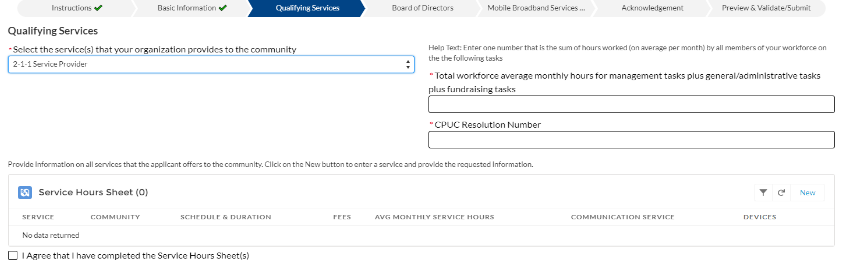 Instructions
Basic Information
Qualifying Services
Board of Directors
Mobile Broadband Services ...
Acknowledgement
Preview & Validate/Submit
Qualifying Services
* Select the service(s) that your organization provides to the community
2-1-1 Service Provider
Help Text: Enter one number that is the sum of hours worked (on average per month) by all members of your workforce on
the the following tasks
* Total workforce average monthly hours for management tasks plus general/administrative tasks
plus fundraising tasks
* CPUC Resolution Number
Provide Information on all services that the applicant offers to the community. Click on the New button to enter a service and provide the requested information.
Service Hours Sheet (0)
New
SERVICE COMMUNITY SCHEDULE & DURATION FEES AVG MONTHLY SERVICE HOURS COMMUNICATION SERVICE DEVICES
No data returned
I Agree that I have completed the Service Hours Sheet(s)